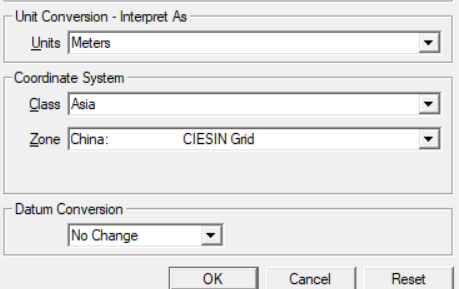 Unit Conversion - Interpret As
Units Meters
Coordinate System
Class Asia
Zone China: CIESIN Grid
Datum Conversion
No Change
OK Cancel Reset